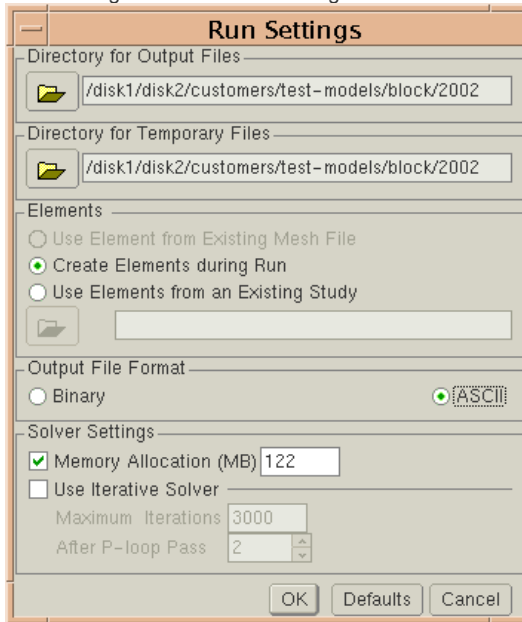 Run Settings
Directory for Output Files
/disk1/disk2/customers/test-models/block/2002
Directory for Temporary Files
/disk1/disk2/customers/test-models/block/2002
Elements
Use Element from Existing Mesh File
Create Elements during Run
Use Elements from an Existing Study
Output File Format
Binary ASCII
Solver Settings
Memory Allocation (MB) 122
Use Iterative Solver
Maximum Iterations 3000
After P-loop Pass 2
OK Defaults Cancel